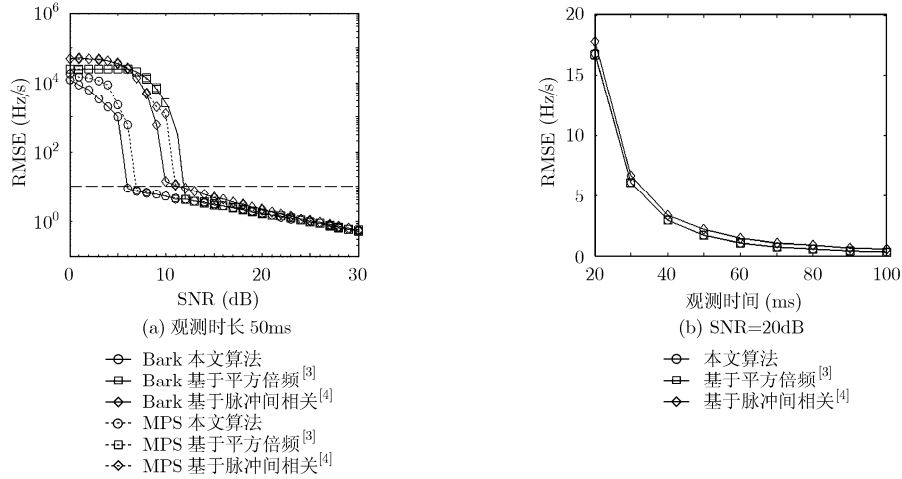 10^6
10^4
10^2
10^0
RMSE (Hz/s)
0 10 20 30
SNR (dB)
(a) 观测时长 50ms
Bark 本文算法
Bark 基于平方倍频[3]
Bark 基于脉冲间相关[4]
MPS 本文算法
MPS 基于平方倍频[3]
MPS 基于脉冲间相关[4]
20
15
10
5
0
RMSE (Hz/s)
20 40 60 80 100
观测时间 (ms)
(b) SNR=20dB
本文算法
基于平方倍频[3]
基于脉冲间相关[4]